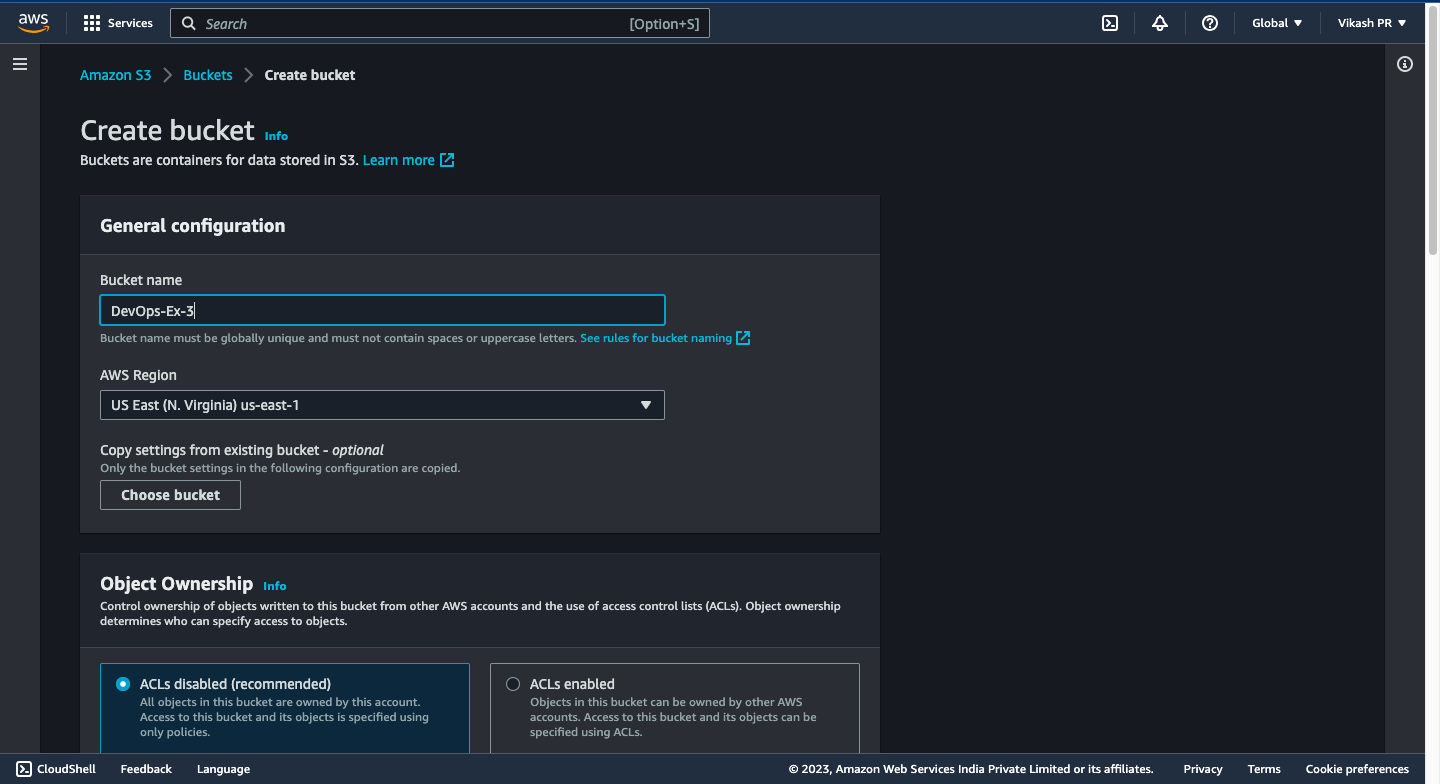 aws
Services
Search
[Option+S]
Global
Vikash PR
Amazon S3
Buckets
Create bucket
Create bucket Info
Buckets are containers for data stored in S3. Learn more
General configuration
Bucket name
DevOps-Ex-3
Bucket name must be globally unique and must not contain spaces or uppercase letters. See rules for bucket naming
AWS Region
US East (N. Virginia) us-east-1
Copy settings from existing bucket - optional
Only the bucket settings in the following configuration are copied.
Choose bucket
Object Ownership Info
Control ownership of objects written to this bucket from other AWS accounts and the use of access control lists (ACLs). Object ownership
determines who can specify access to objects.
ACLs disabled (recommended)
All objects in this bucket are owned by this account.
Access to this bucket and its objects is specified using
only policies.
ACLs enabled
Objects in this bucket can be owned by other AWS
accounts. Access to this bucket and its objects can be
specified using ACLs.
CloudShell
Feedback
Language
© 2023, Amazon Web Services India Private Limited or its affiliates.
Privacy
Terms
Cookie preferences